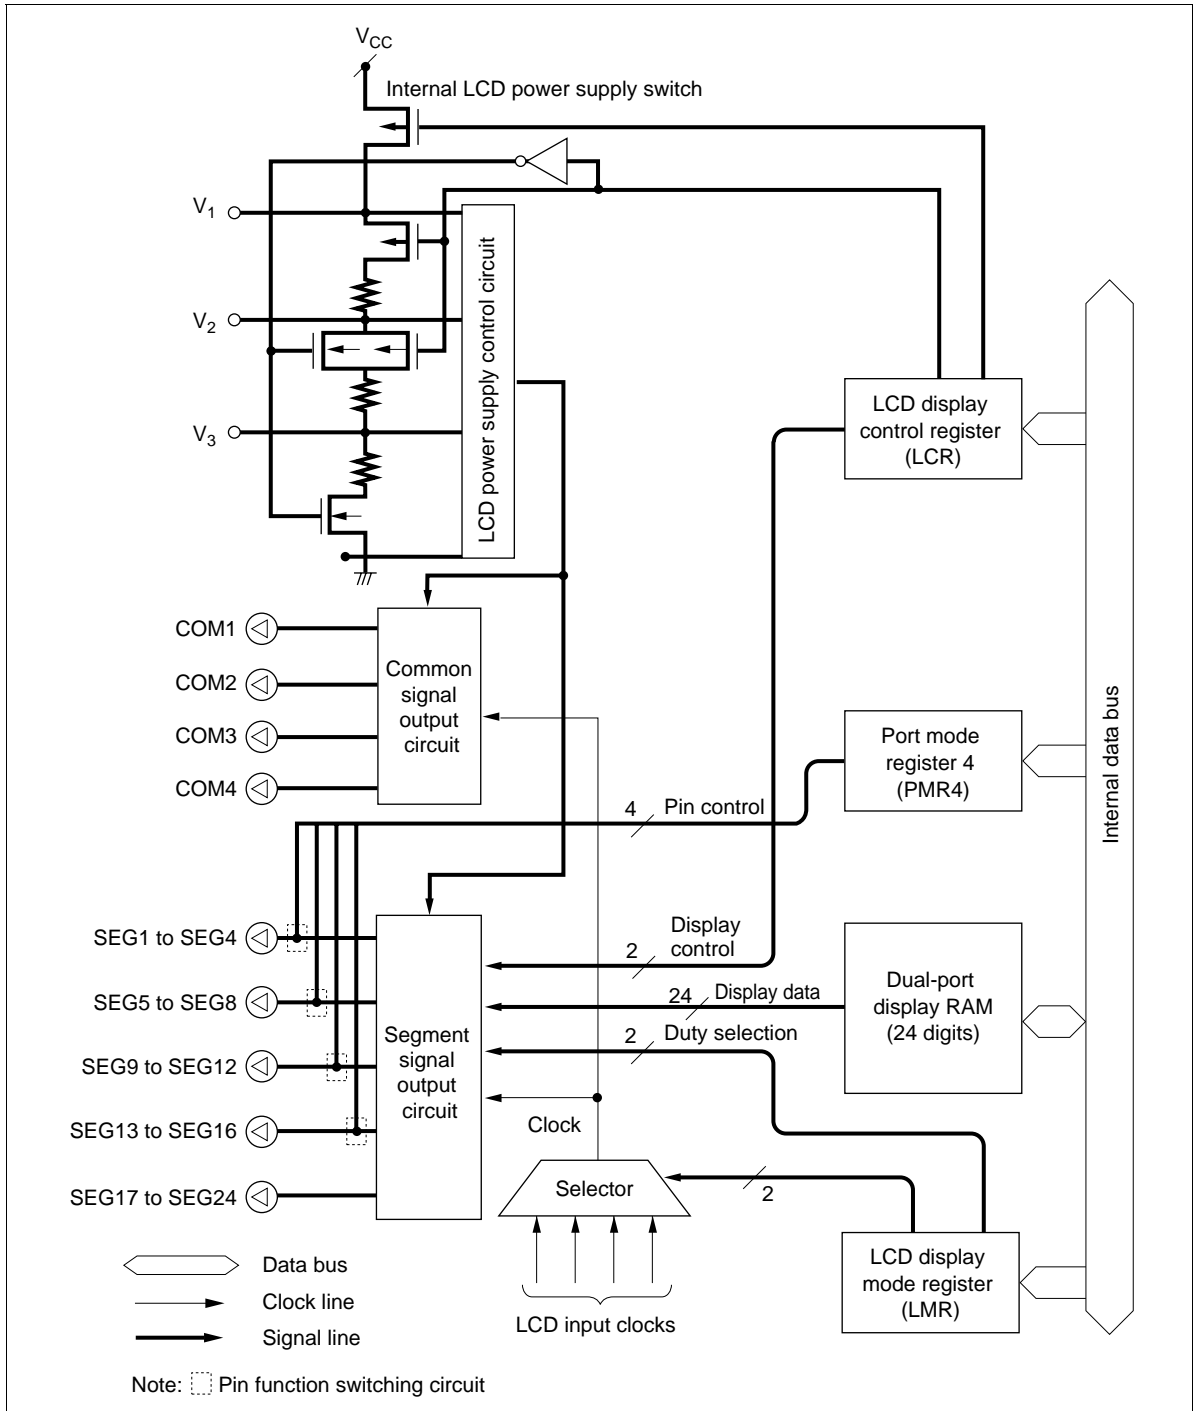 VCC
Internal LCD power supply switch
V1
V2
V3
LCD power supply control circuit
LCD display
control register
(LCR)
COM1
COM2
COM3
COM4
Common
signal
output
circuit
Port mode
register 4
(PMR4)
Internal data bus
4
Pin control
SEG1 to SEG4
SEG5 to SEG8
SEG9 to SEG12
SEG13 to SEG16
SEG17 to SEG24
Segment
signal
output
circuit
Display
control
2
24
Display data
2
Duty selection
Dual-port
display RAM
(24 digits)
Clock
Selector
2
LCD input clocks
LCD display
mode register
(LMR)
Data bus
Clock line
Signal line
Note: Pin function switching circuit